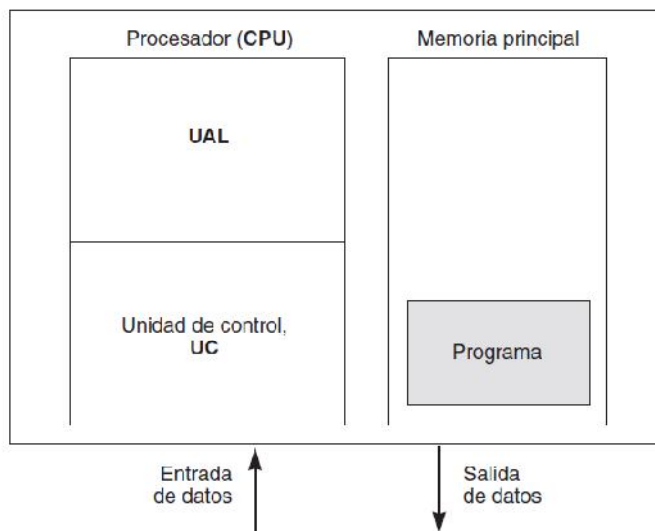 Procesador (CPU)
Memoria principal
UAL
Unidad de control,
UC
Programa
Entrada
de datos
Salida
de datos